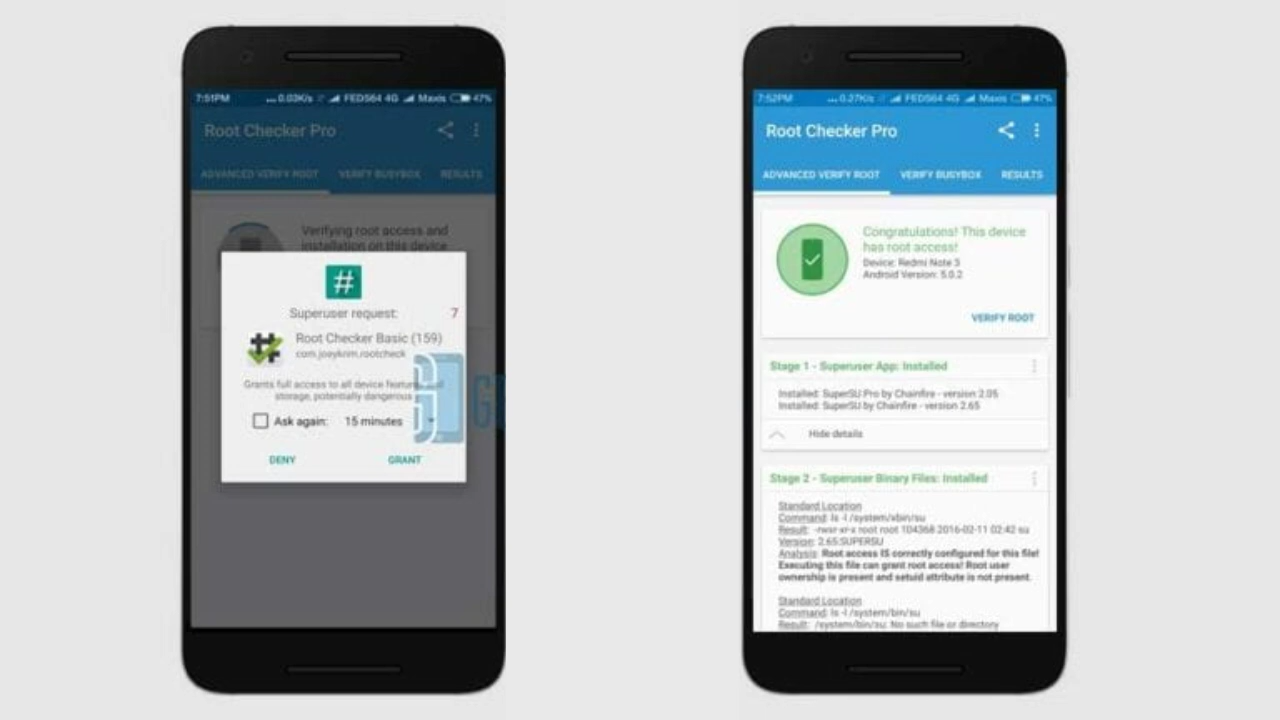 7:51PM
... 0.03K/s FEDS64 4G Maxis 47%
Root Checker Pro
ADVANCED VERIFY ROOT VERIFY BUSYBOX RESULTS
Verifying root access and
installation on this device
#
Superuser request: 7
Root Checker Basic (159)
com.joeykrim.rootcheck
Grants full access to all device features and
storage, potentially dangerous
Ask again: 15 minutes
DENY GRANT
7:52PM
... 0.27K/s FEDS64 4G Maxis 47%
Root Checker Pro
ADVANCED VERIFY ROOT VERIFY BUSYBOX RESULTS
Congratulations! This device
has root access!
Device: Redmi Note 3
Android Version: 5.0.2
VERIFY ROOT
Stage 1 - Superuser App: Installed
Installed: SuperSU Pro by Chainfire - version 2.05
Installed: SuperSU by Chainfire - version 2.65
Hide details
Stage 2 - Superuser Binary Files: Installed
Standard Location
Command: ls -l /system/xbin/su
Result: -rwxr-xr-x root root 104368 2016-02-11 02:42 su
Version: 2.65:SUPERSU
Analysis: Root access IS correctly configured for this file!
Executing this file can grant root access! Root user
ownership is present and setuid attribute is not present.
Standard Location
Command: ls -l /system/bin/su
Result: /system/bin/su: No such file or directory